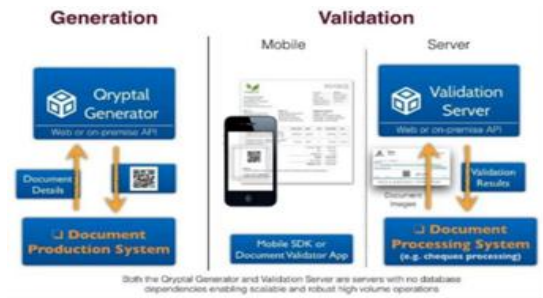 Generation
Validation
Mobile
Server
Qryptal
Generator
Web or on-premise API
Validation
Server
Web or on-premise API
Document
Details
Document
Images
Validation
Results
❑ Document
Production System
Mobile SDK or
Document Validator App
❑ Document
Processing System
(e.g. cheques processing)
Both the Qryptal Generator and Validation Server are servers with no database
dependencies enabling scalable and robust high volume operations